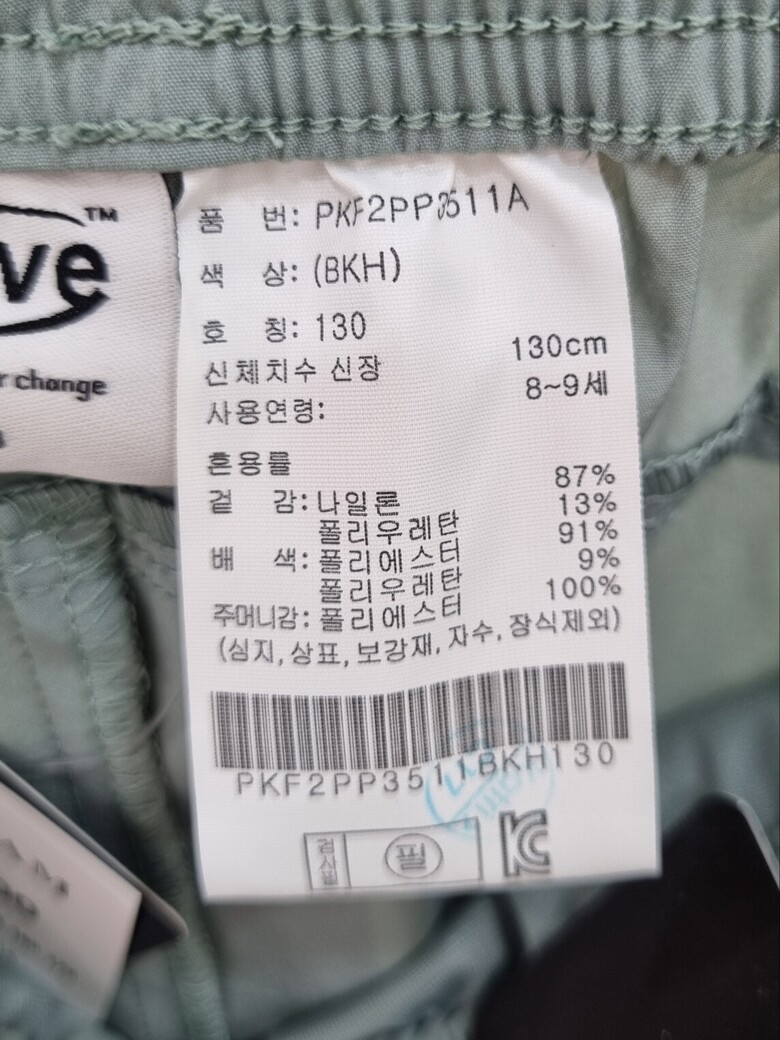 품 번: PKF2PP3511A
색 상: (BKH)
호 칭: 130
신체치수 신장 130cm
사용연령: 8~9세
혼용률
겉 감: 나일론 87%
폴리우레탄 13%
배 색: 폴리에스터 91%
폴리우레탄 9%
주머니감: 폴리에스터 100%
(심지,상표,보강재,자수,장식제외)
PKF2PP3511BKH130
검사필
필
KC
ve™
r change
AM